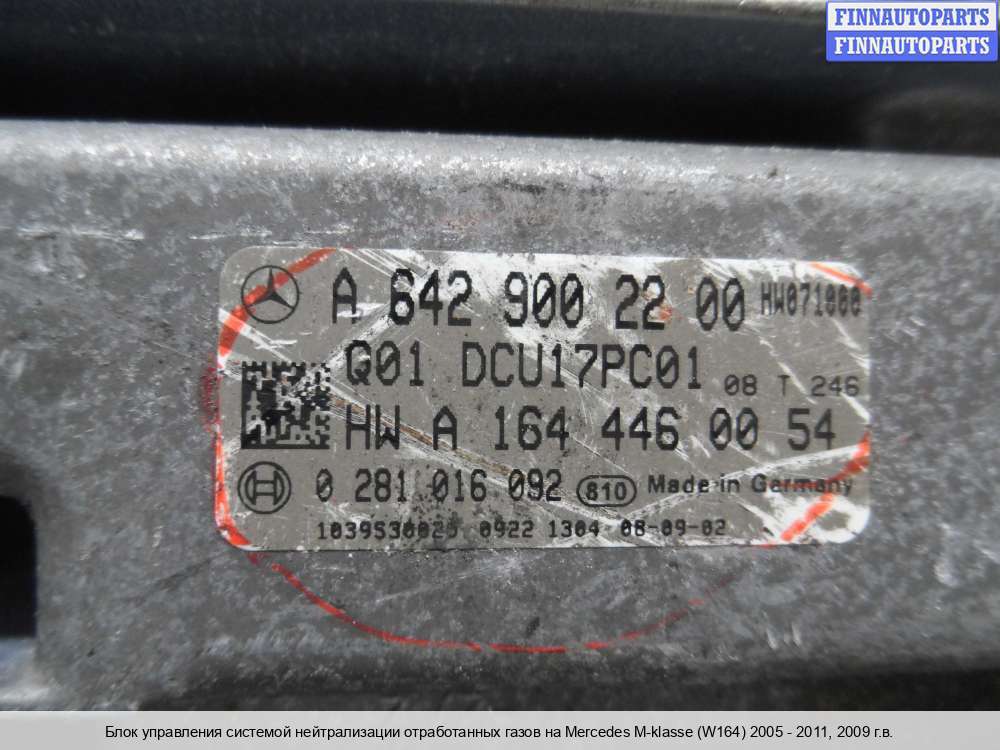 FINNAUTOPARTS
FINNAUTOPARTS
A 642 900 22 00 HW071000
Q01 DCU17PC01 08 T 246
HW A 164 446 00 54
0 281 016 092 810 Made in Germany
1039S30025 0922 1304 08-09-02
Блок управления системой нейтрализации отработанных газов на Mercedes M-klasse (W164) 2005 - 2011, 2009 г.в.